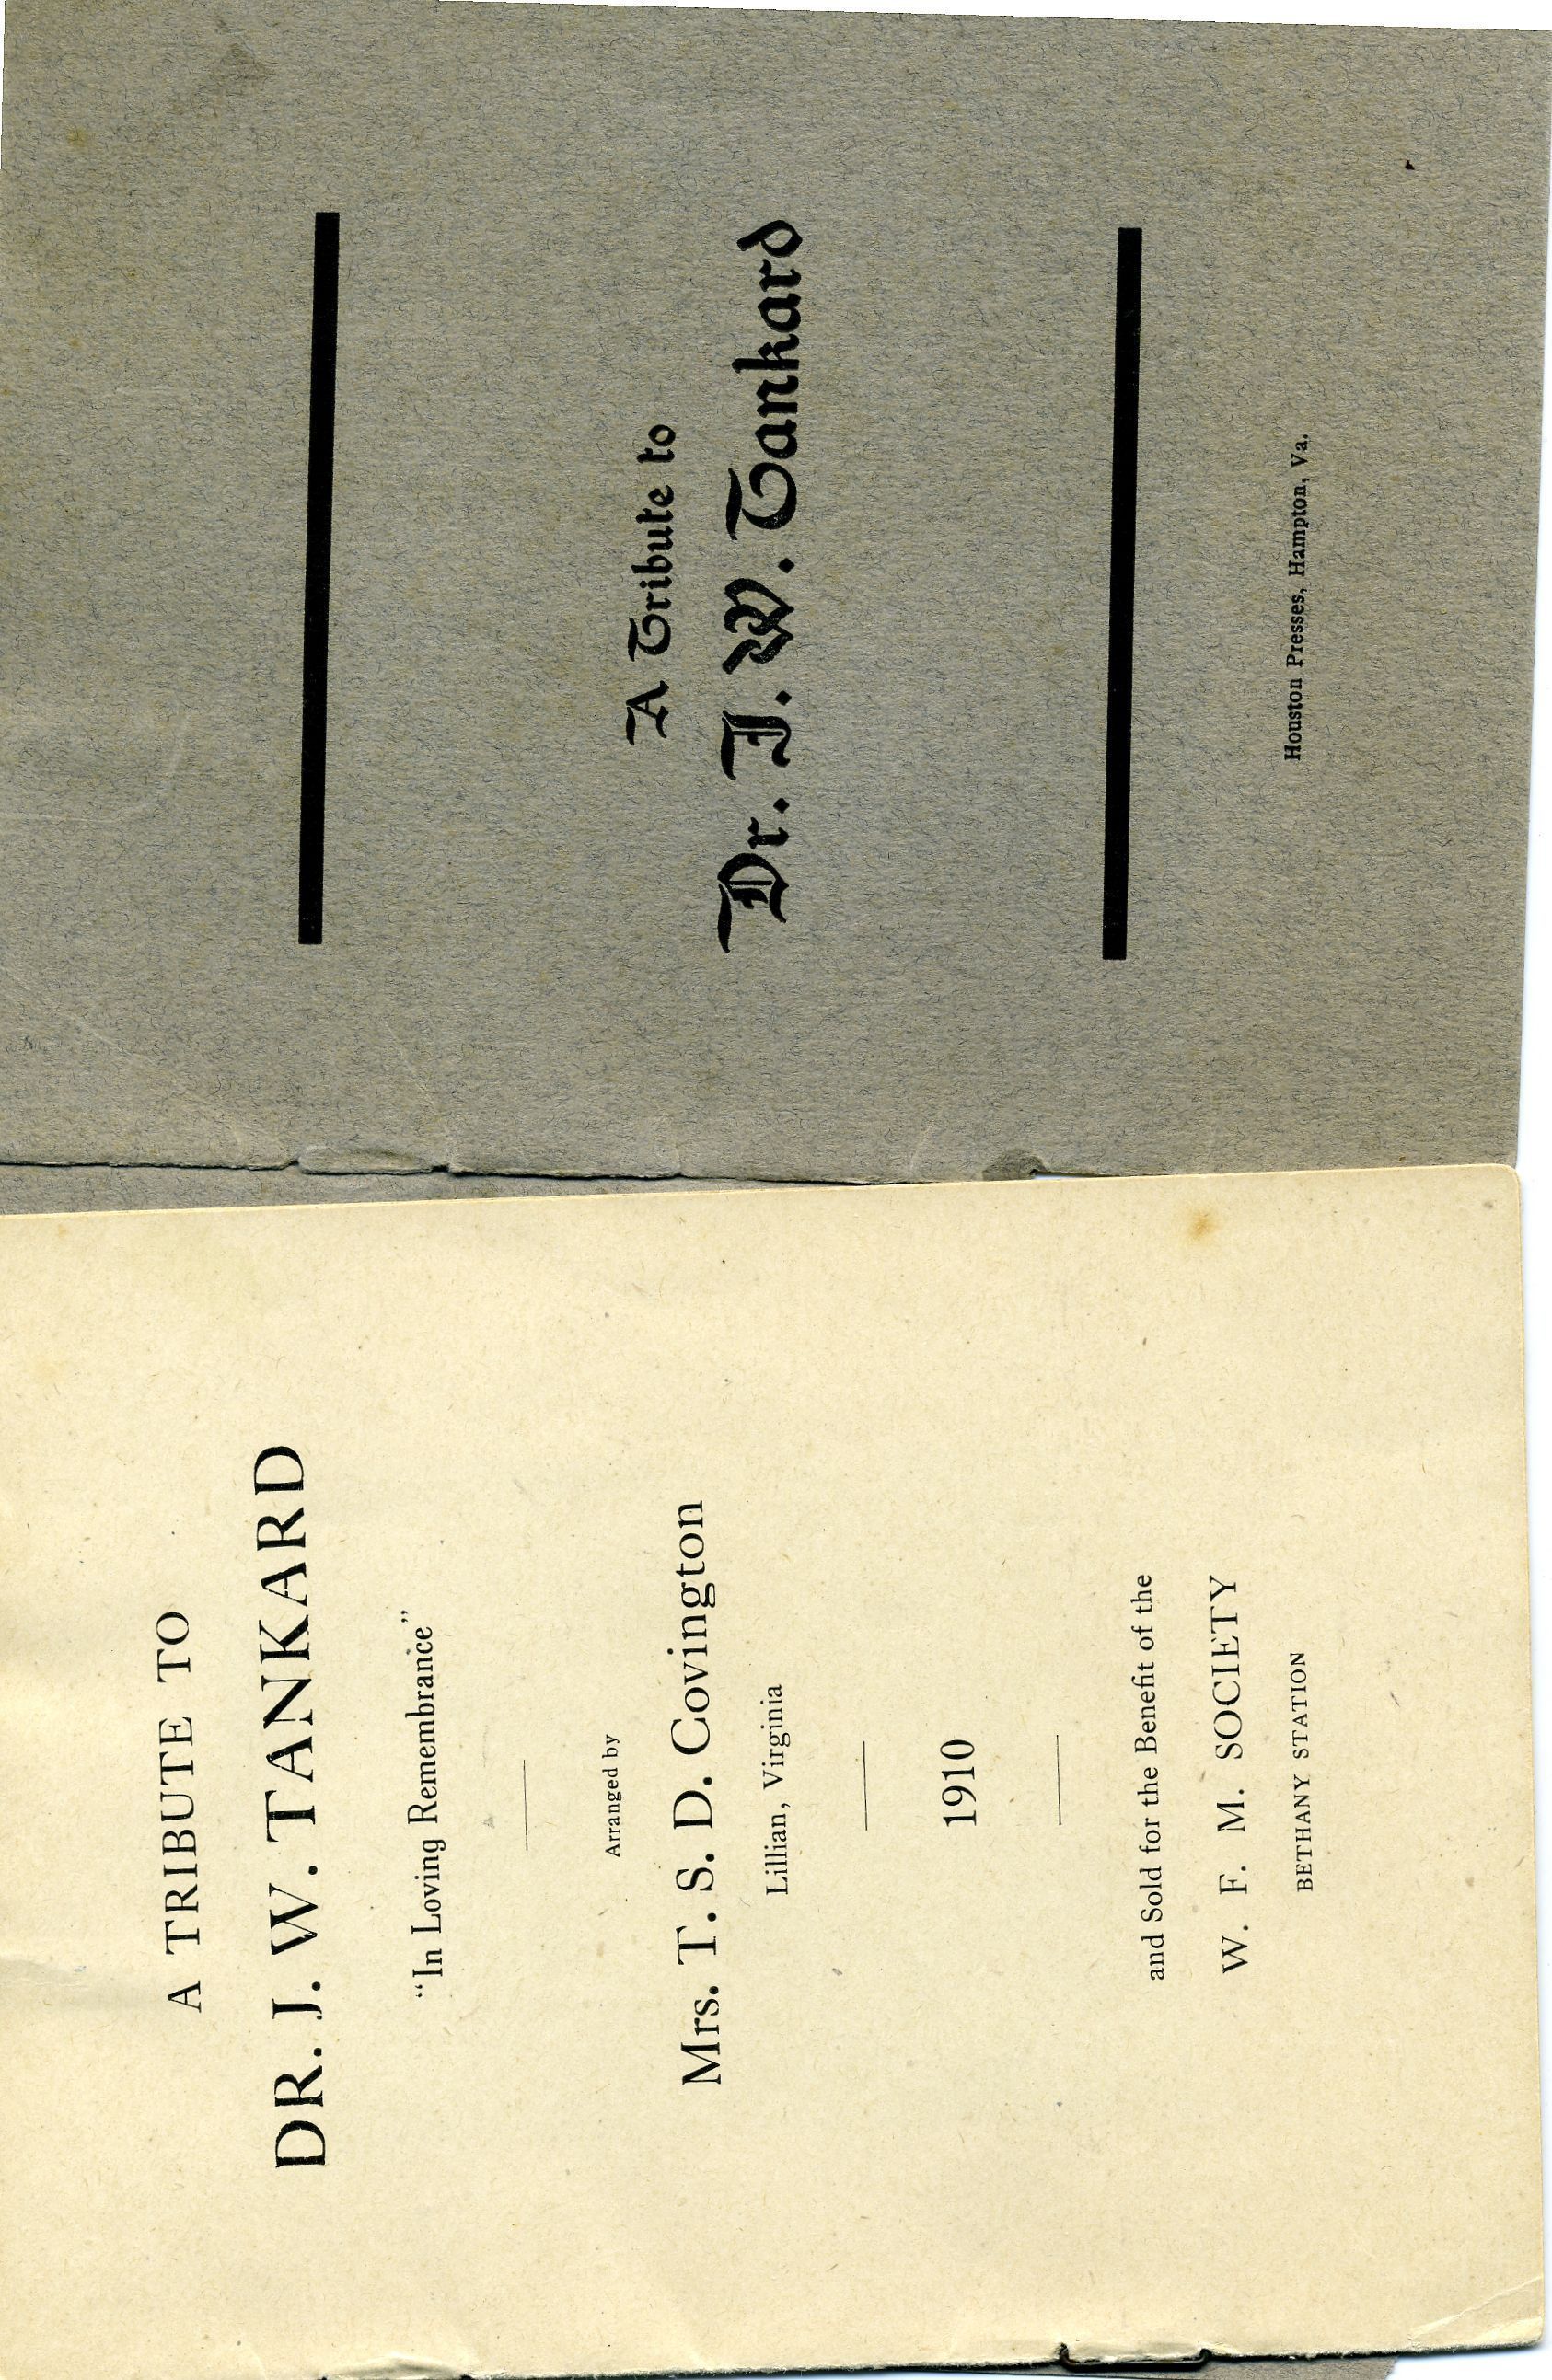 A TRIBUTE TO
DR. J. W. TANKARD
“In Loving Remembrance”
Arranged by
Mrs. T. S. D. Covington
Lillian, Virginia
1910
and Sold for the Benefit of the
W. F. M. SOCIETY
BETHANY STATION
A Tribute to
Dr. J. W. Tankard
Houston Presses, Hampton, Va.